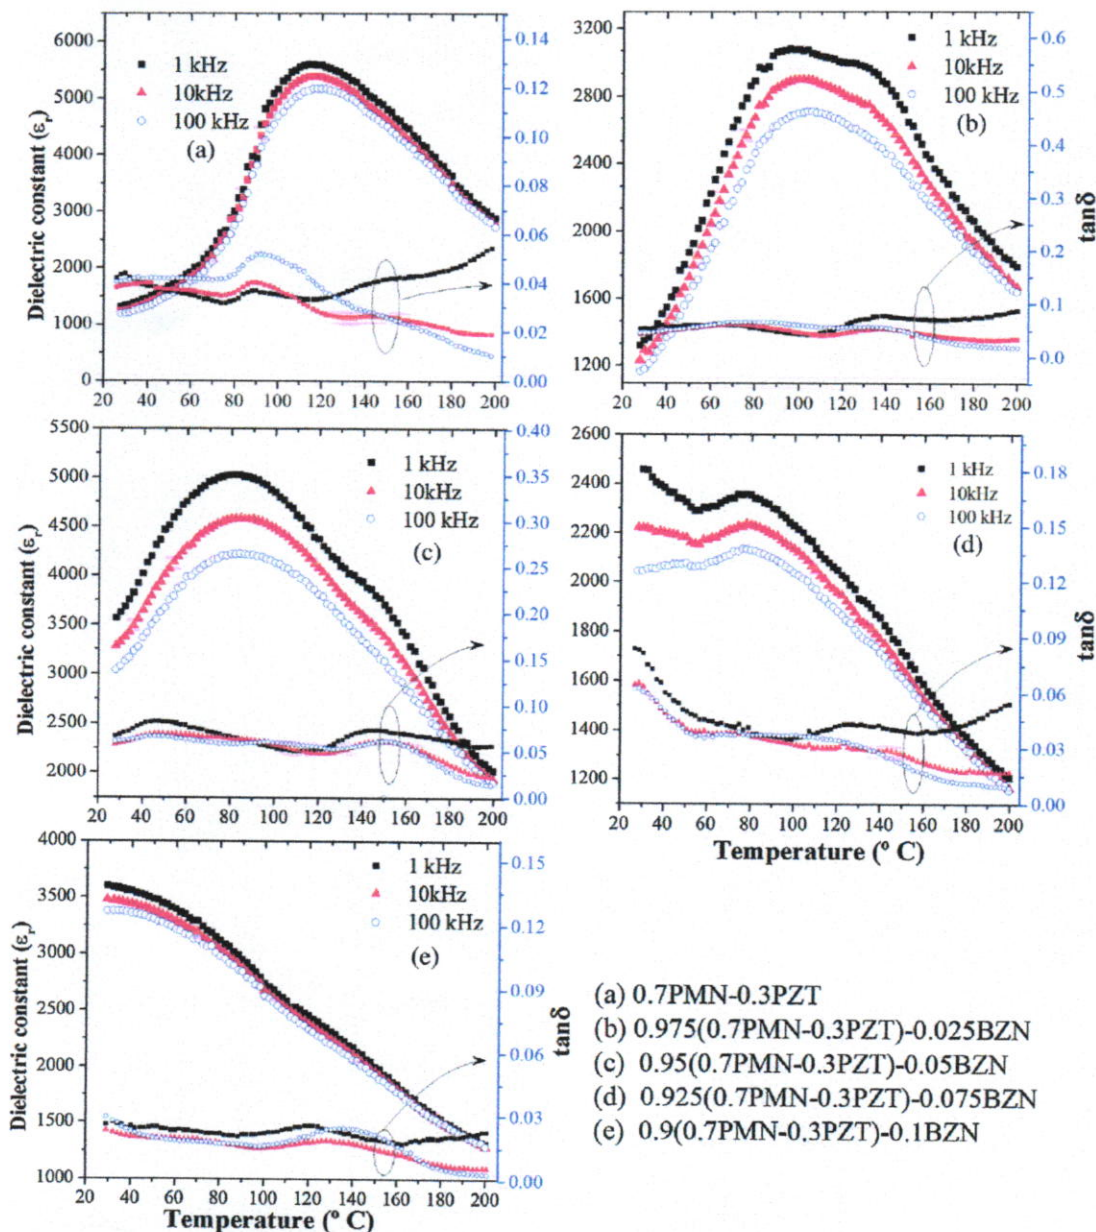 6000
5000
4000
3000
2000
1000
0
Dielectric constant (εr)
1 kHz
10kHz
100 kHz
(a)
0.14
0.12
0.10
0.08
0.06
0.04
0.02
0.00
20 40 60 80 100 120 140 160 180 200
3200
2800
2400
2000
1600
1200
1 kHz
10kHz
100 kHz
(b)
0.6
0.5
0.4
0.3
0.2
0.1
0.0
tanδ
20 40 60 80 100 120 140 160 180 200
5500
5000
4500
4000
3500
3000
2500
2000
Dielectric constant (εr)
1 kHz
10kHz
100 kHz
(c)
0.40
0.35
0.30
0.25
0.20
0.15
0.10
0.05
0.00
20 40 60 80 100 120 140 160 180 200
2600
2400
2200
2000
1800
1600
1400
1200
1 kHz
10kHz
100 kHz
(d)
0.18
0.15
0.12
0.09
0.06
0.03
0.00
tanδ
20 40 60 80 100 120 140 160 180 200
Temperature (º C)
4000
3500
3000
2500
2000
1500
1000
Dielectric constant (εr)
1 kHz
10kHz
100 kHz
(e)
0.15
0.12
0.09
0.06
0.03
0.00
tanδ
20 40 60 80 100 120 140 160 180 200
Temperature (º C)
(a) 0.7PMN-0.3PZT
(b) 0.975(0.7PMN-0.3PZT)-0.025BZN
(c) 0.95(0.7PMN-0.3PZT)-0.05BZN
(d) 0.925(0.7PMN-0.3PZT)-0.075BZN
(e) 0.9(0.7PMN-0.3PZT)-0.1BZN